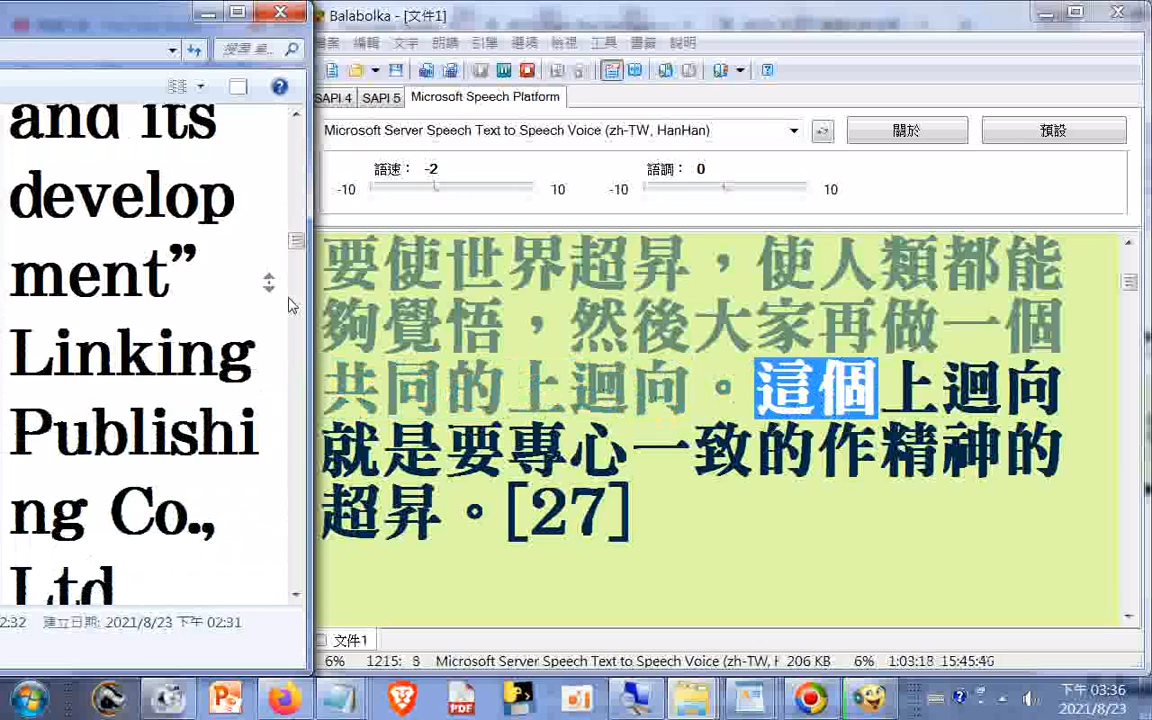 and its
develop
ment”
Linking
Publishi
ng Co.,
Ltd
2:32 建立日期: 2021/8/23 下午 02:31
Balabolka - [文件1]
檔案 編輯 文字 朗讀 引擎 選項 檢視 工具 書籤 說明
SAPI 4 SAPI 5 Microsoft Speech Platform
Microsoft Server Speech Text to Speech Voice (zh-TW, HanHan) 關於 預設
語速： -2 語調： 0
-10 10 -10 10
要使世界超昇，使人類都能
夠覺悟，然後大家再做一個
共同的上迴向。這個上迴向
就是要專心一致的作精神的
超昇。[27]
文件1
6% 1215: 8 Microsoft Server Speech Text to Speech Voice (zh-TW, H 206 KB 6% 1:03:18 15:45:46
PDF
下午 03:36
2021/8/23